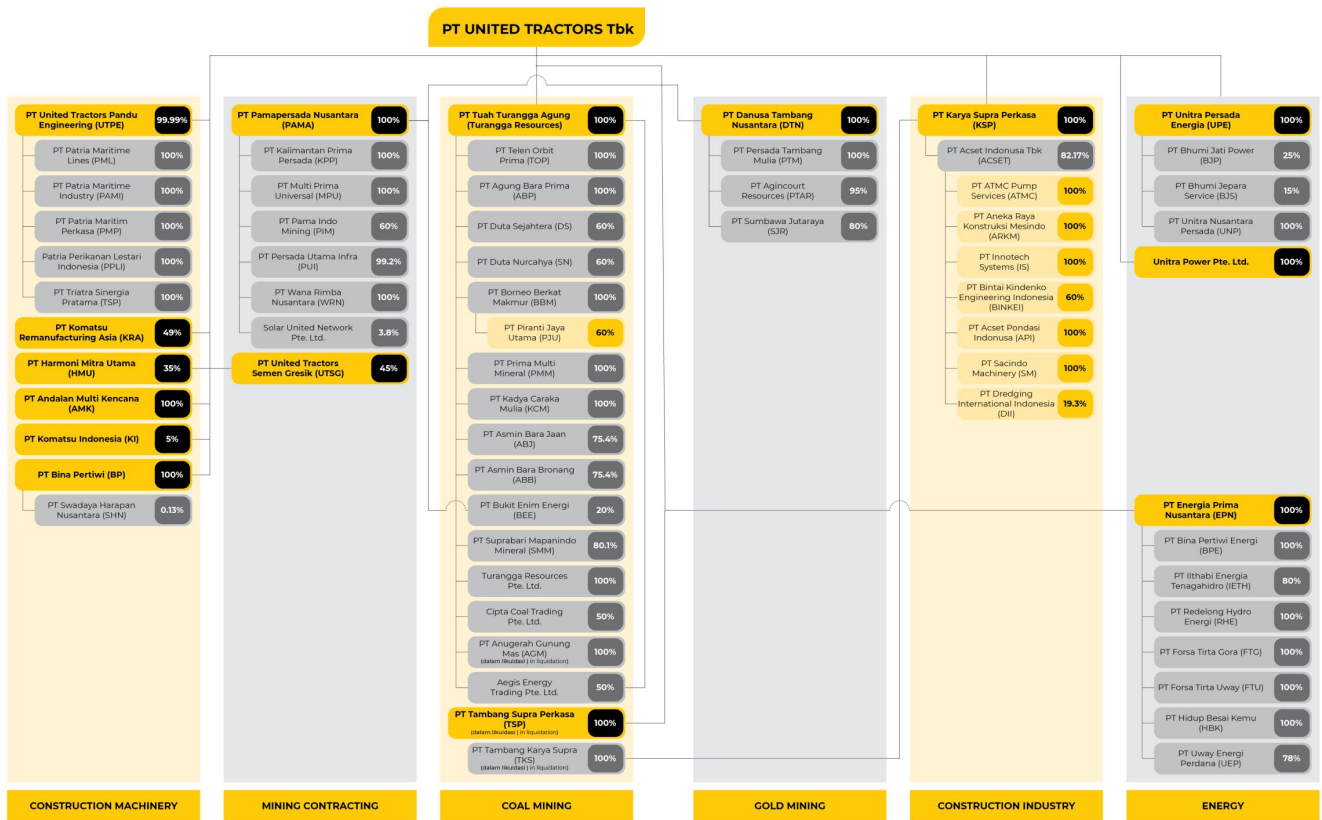 PT UNITED TRACTORS Tbk
PT United Tractors Pandu
Engineering (UTPE)
99.99%
PT Patria Maritime
Lines (PML)
100%
PT Patria Maritime
Industry (PAMI)
100%
PT Patria Maritim
Perkasa (PMP)
100%
Patria Perikanan Lestari
Indonesia (PPLI)
100%
PT Triatra Sinergia
Pratama (TSP)
100%
PT Komatsu
Remanufacturing Asia (KRA)
49%
PT Harmoni Mitra Utama
(HMU)
35%
PT Andalan Multi Kencana
(AMK)
100%
PT Komatsu Indonesia (KI)
5%
PT Bina Pertiwi (BP)
100%
PT Swadaya Harapan
Nusantara (SHN)
0.13%
CONSTRUCTION MACHINERY
PT Pamapersada Nusantara
(PAMA)
100%
PT Kalimantan Prima
Persada (KPP)
100%
PT Multi Prima
Universal (MPU)
100%
PT Pama Indo
Mining (PIM)
60%
PT Persada Utama Infra
(PUI)
99.2%
PT Wana Rimba
Nusantara (WRN)
100%
Solar United Network
Pte. Ltd.
3.8%
PT United Tractors
Semen Gresik (UTSG)
45%
MINING CONTRACTING
PT Tuah Turangga Agung
(Turangga Resources)
100%
PT Telen Orbit
Prima (TOP)
100%
PT Agung Bara Prima
(ABP)
100%
PT Duta Sejahtera (DS)
60%
PT Duta Nurcahya (SN)
60%
PT Borneo Berkat
Makmur (BBM)
100%
PT Piranti Jaya
Utama (PJU)
60%
PT Prima Multi
Mineral (PMM)
100%
PT Kadya Caraka
Mulia (KCM)
100%
PT Asmin Bara Jaan
(ABJ)
75.4%
PT Asmin Bara Bronang
(ABB)
75.4%
PT Bukit Enim Energi
(BEE)
20%
PT Suprabari Mapanindo
Mineral (SMM)
80.1%
Turangga Resources
Pte. Ltd.
100%
Cipta Coal Trading
Pte. Ltd.
50%
PT Anugerah Gunung
Mas (AGM)
(dalam likuidasi | in liquidation)
100%
Aegis Energy
Trading Pte. Ltd.
50%
PT Tambang Supra Perkasa
(TSP)
(dalam likuidasi | in liquidation)
100%
PT Tambang Karya Supra
(TKS)
(dalam likuidasi | in liquidation)
100%
COAL MINING
PT Danusa Tambang
Nusantara (DTN)
100%
PT Persada Tambang
Mulia (PTM)
100%
PT Agincourt
Resources (PTAR)
95%
PT Sumbawa Jutaraya
(SJR)
80%
GOLD MINING
PT Karya Supra Perkasa
(KSP)
100%
PT Acset Indonusa Tbk
(ACSET)
82.17%
PT ATMC Pump
Services (ATMC)
100%
PT Aneka Raya
Konstruksi Mesindo
(ARKM)
100%
PT Innotech
Systems (IS)
100%
PT Bintai Kindenko
Engineering Indonesia
(BINKEI)
60%
PT Acset Pondasi
Indonusa (API)
100%
PT Sacindo
Machinery (SM)
100%
PT Dredging
International Indonesia
(DII)
19.3%
CONSTRUCTION INDUSTRY
PT Unitra Persada
Energia (UPE)
100%
PT Bhumi Jati Power
(BJP)
25%
PT Bhumi Jepara
Service (BJS)
15%
PT Unitra Nusantara
Persada (UNP)
100%
Unitra Power Pte. Ltd.
100%
PT Energia Prima
Nusantara (EPN)
100%
PT Bina Pertiwi Energi
(BPE)
100%
PT Ilthabi Energia
Tenagahidro (IETH)
80%
PT Redelong Hydro
Energi (RHE)
100%
PT Forsa Tirta Gora (FTG)
100%
PT Forsa Tirta Uway (FTU)
100%
PT Hidup Besai Kemu
(HBK)
100%
PT Uway Energi
Perdana (UEP)
78%
ENERGY